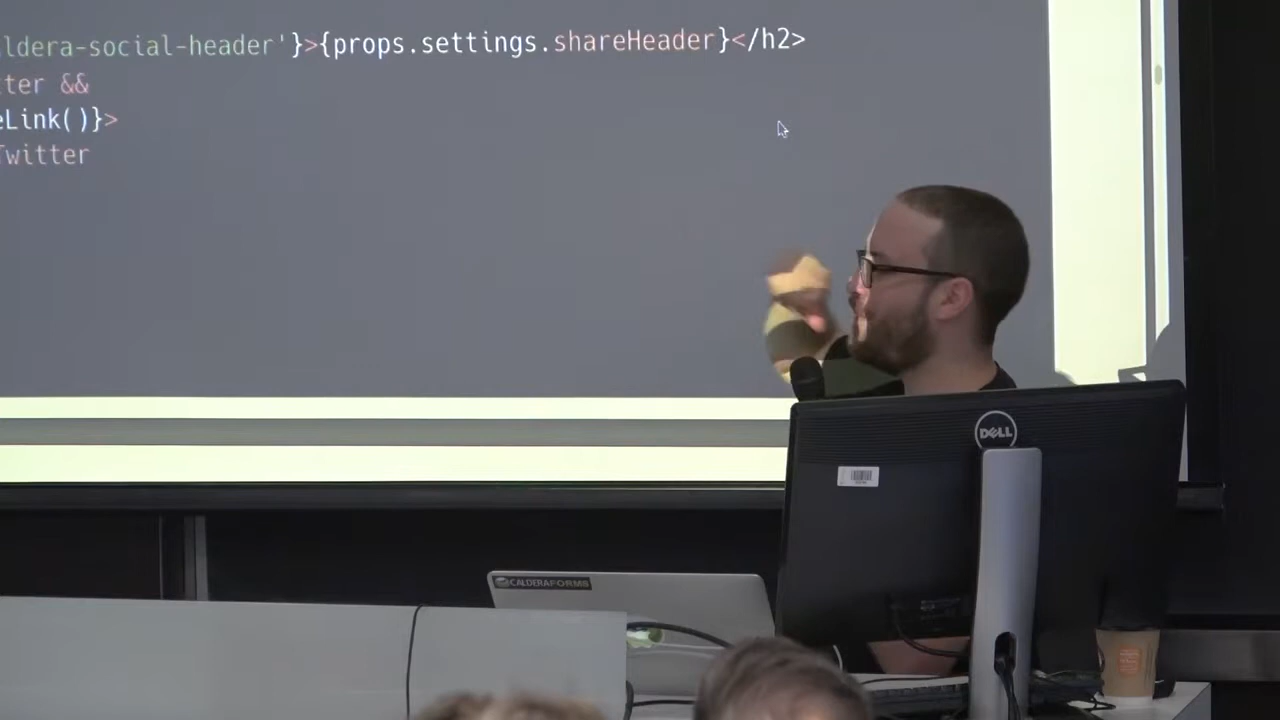 ldera-social-header'}>{props.settings.shareHeader}</h2>
ter &&
eLink()}>
Twitter
DELL
CALDERAFORMS